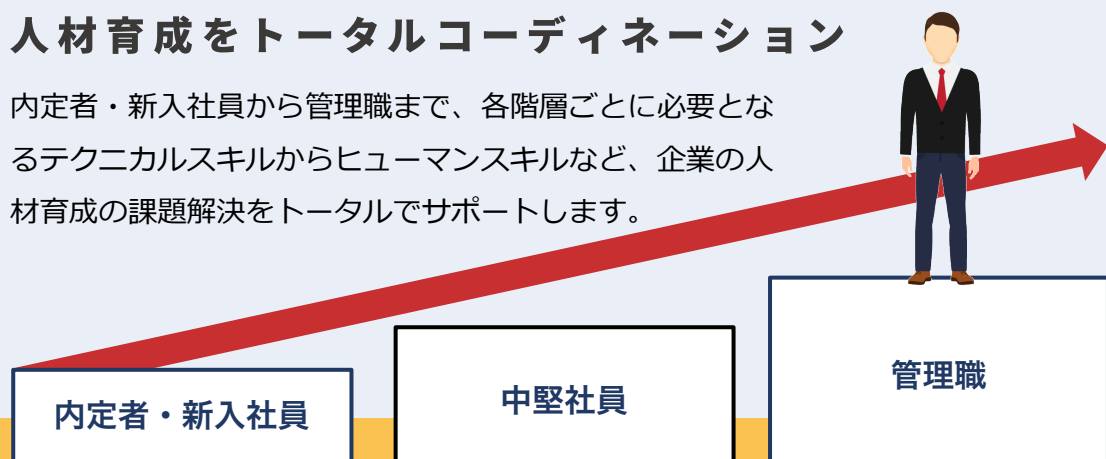 人材育成をトータルコーディネーション
内定者・新入社員から管理職まで、各階層ごとに必要とな
るテクニカルスキルからヒューマンスキルなど、企業の人
材育成の課題解決をトータルでサポートします。
管理職
中堅社員
内定者・新入社員